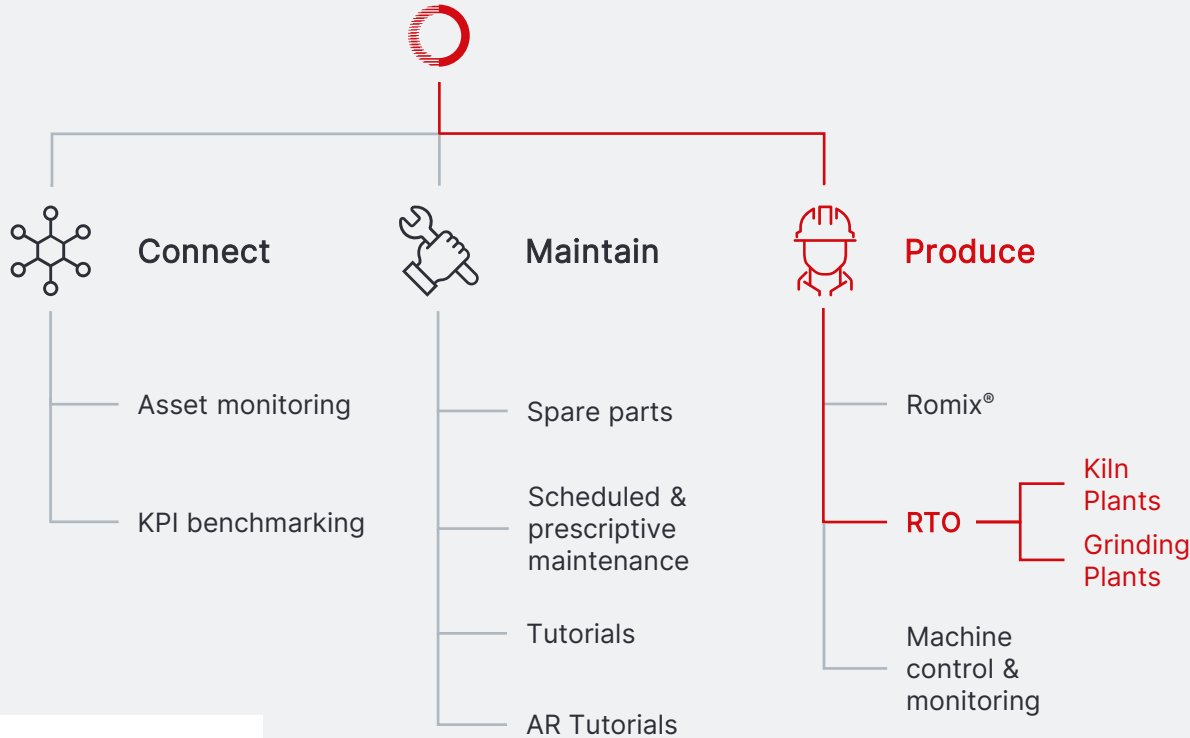 Connect
Asset monitoring
KPI benchmarking
Maintain
Spare parts
Scheduled &
prescriptive
maintenance
Tutorials
AR Tutorials
Produce
Romix®
RTO
Kiln
Plants
Grinding
Plants
Machine
control &
monitoring